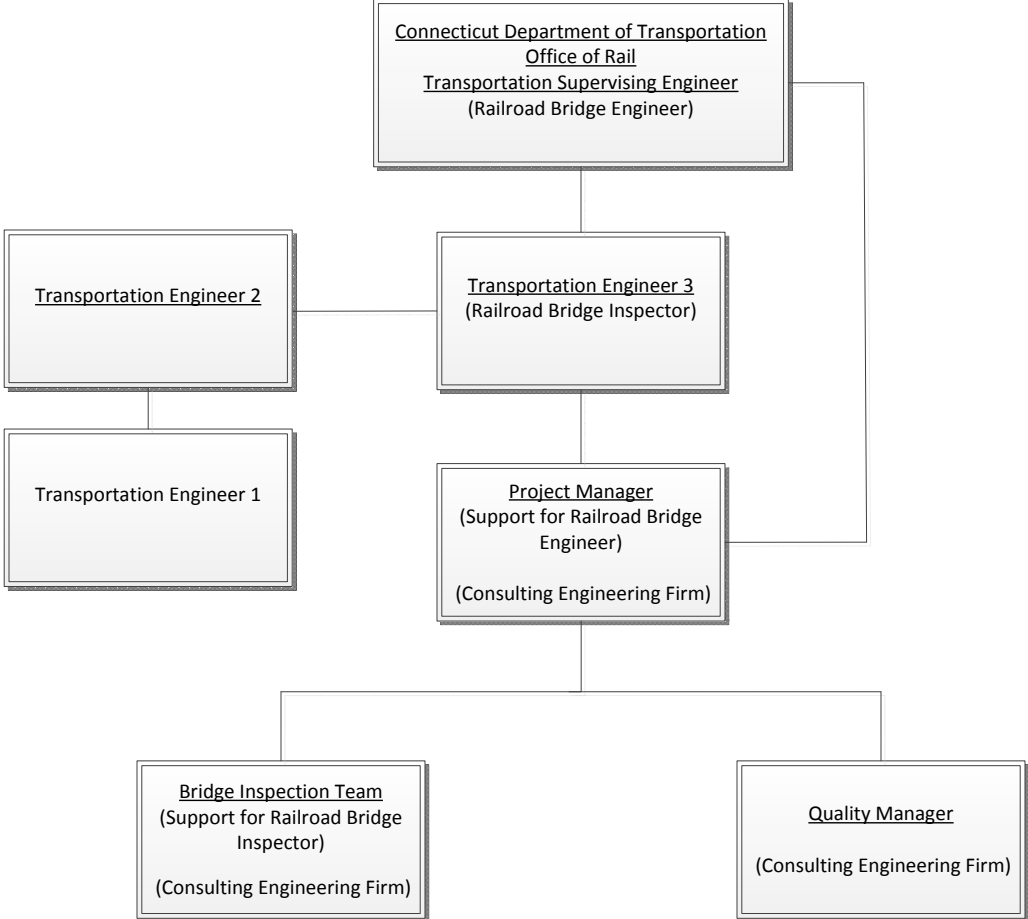 Connecticut Department of Transportation
Office of Rail
Transportation Supervising Engineer
(Railroad Bridge Engineer)
Transportation Engineer 2
Transportation Engineer 3
(Railroad Bridge Inspector)
Transportation Engineer 1
Project Manager
(Support for Railroad Bridge
Engineer)
(Consulting Engineering Firm)
Bridge Inspection Team
(Support for Railroad Bridge
Inspector)
(Consulting Engineering Firm)
Quality Manager
(Consulting Engineering Firm)